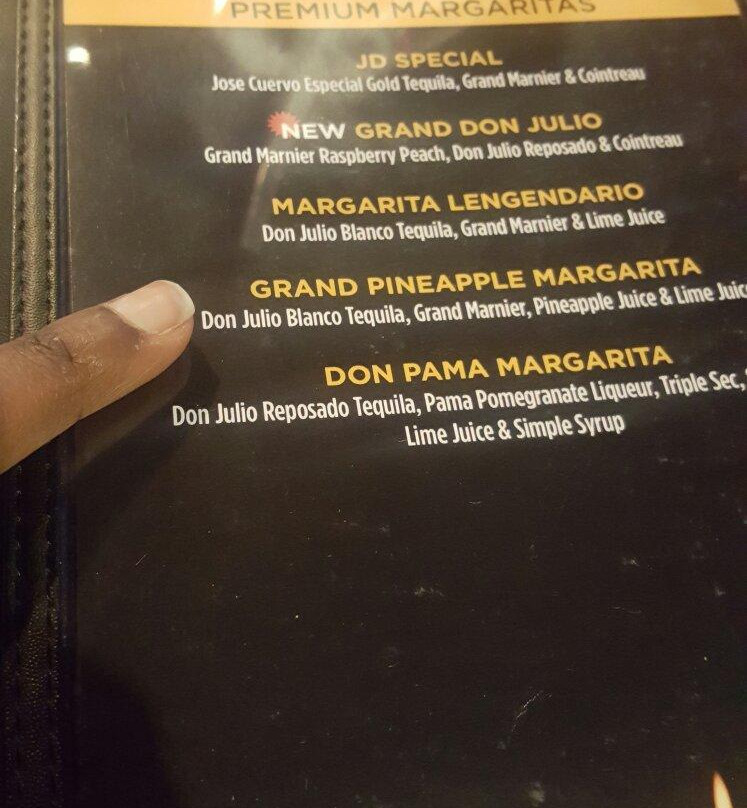 PREMIUM MARGARITAS
JD SPECIAL
Jose Cuervo Especial Gold Tequila, Grand Marnier & Cointreau
NEW GRAND DON JULIO
Grand Marnier Raspberry Peach, Don Julio Reposado & Cointreau
MARGARITA LENGENDARIO
Don Julio Blanco Tequila, Grand Marnier & Lime Juice
GRAND PINEAPPLE MARGARITA
Don Julio Blanco Tequila, Grand Marnier, Pineapple Juice & Lime Juic
DON PAMA MARGARITA
Don Julio Reposado Tequila, Pama Pomegranate Liqueur, Triple Sec,
Lime Juice & Simple Syrup